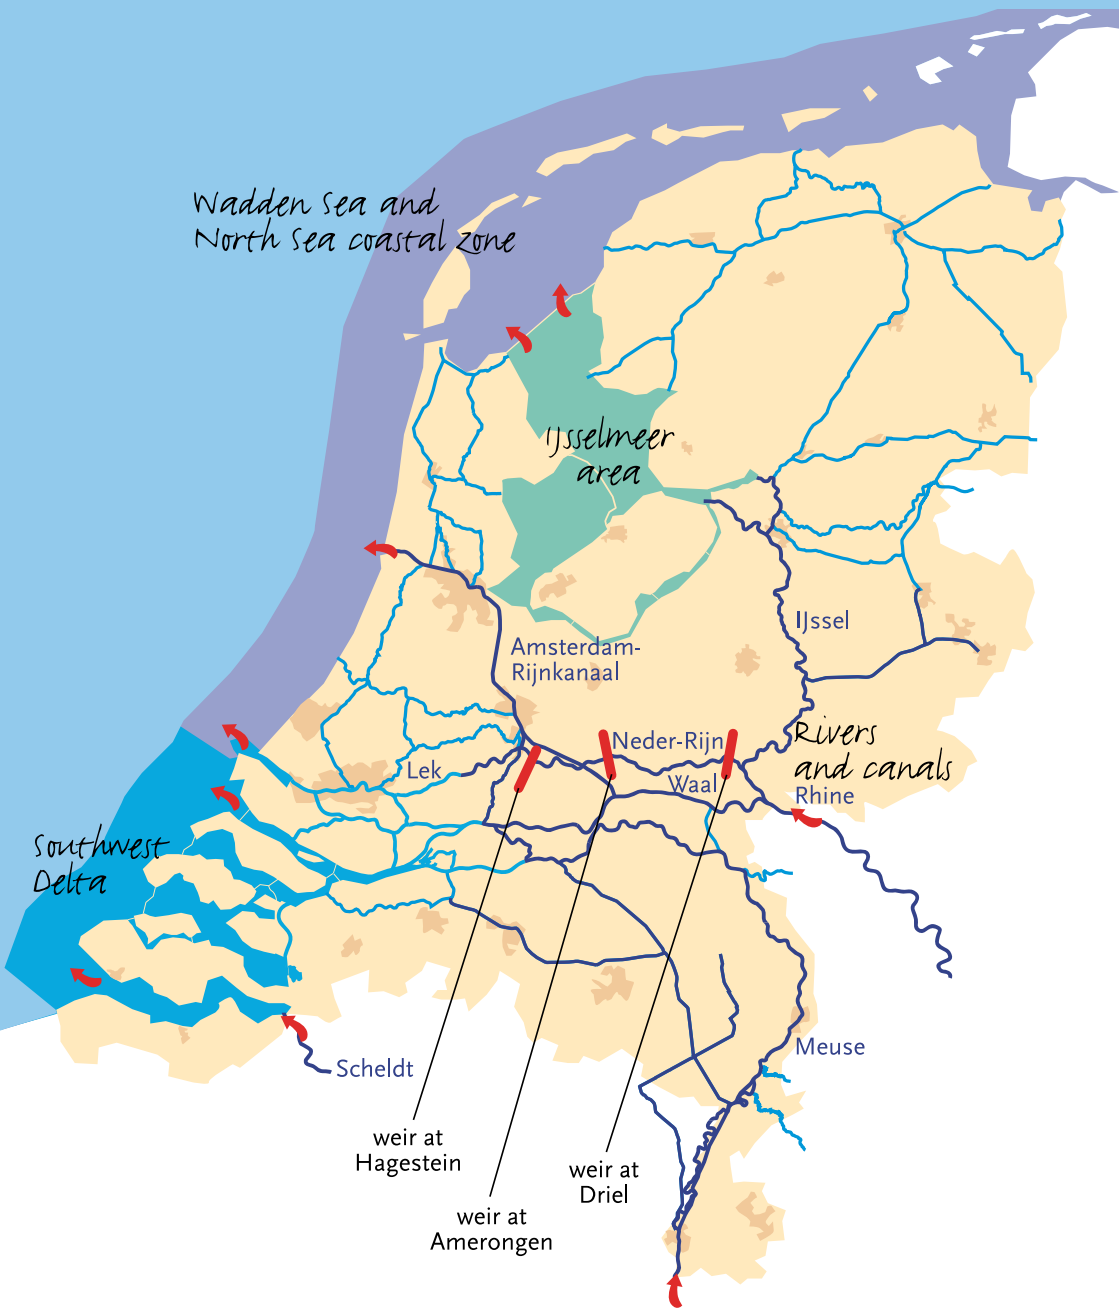 Wadden Sea and
North Sea coastal zone
IJsselmeer
area
IJssel
Amsterdam-
Rijnkanaal
Rivers
and canals
Neder-Rijn
Lek
Waal
Rhine
Southwest
Delta
Meuse
Scheldt
weir at
Hagestein
weir at
Driel
weir at
Amerongen